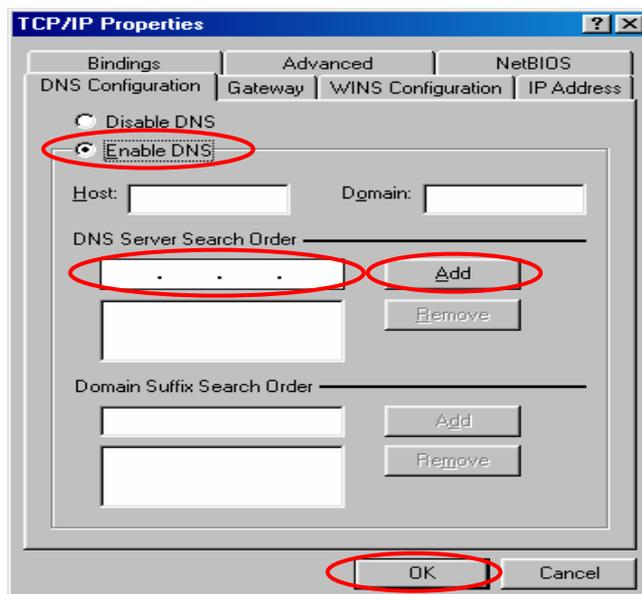 TCP/IP Properties
Bindings Advanced NetBIOS
DNS Configuration Gateway WINS Configuration IP Address
Disable DNS
Enable DNS
Host: Domain:
DNS Server Search Order
. . . Add
Remove
Domain Suffix Search Order
Add
Remove
OK Cancel